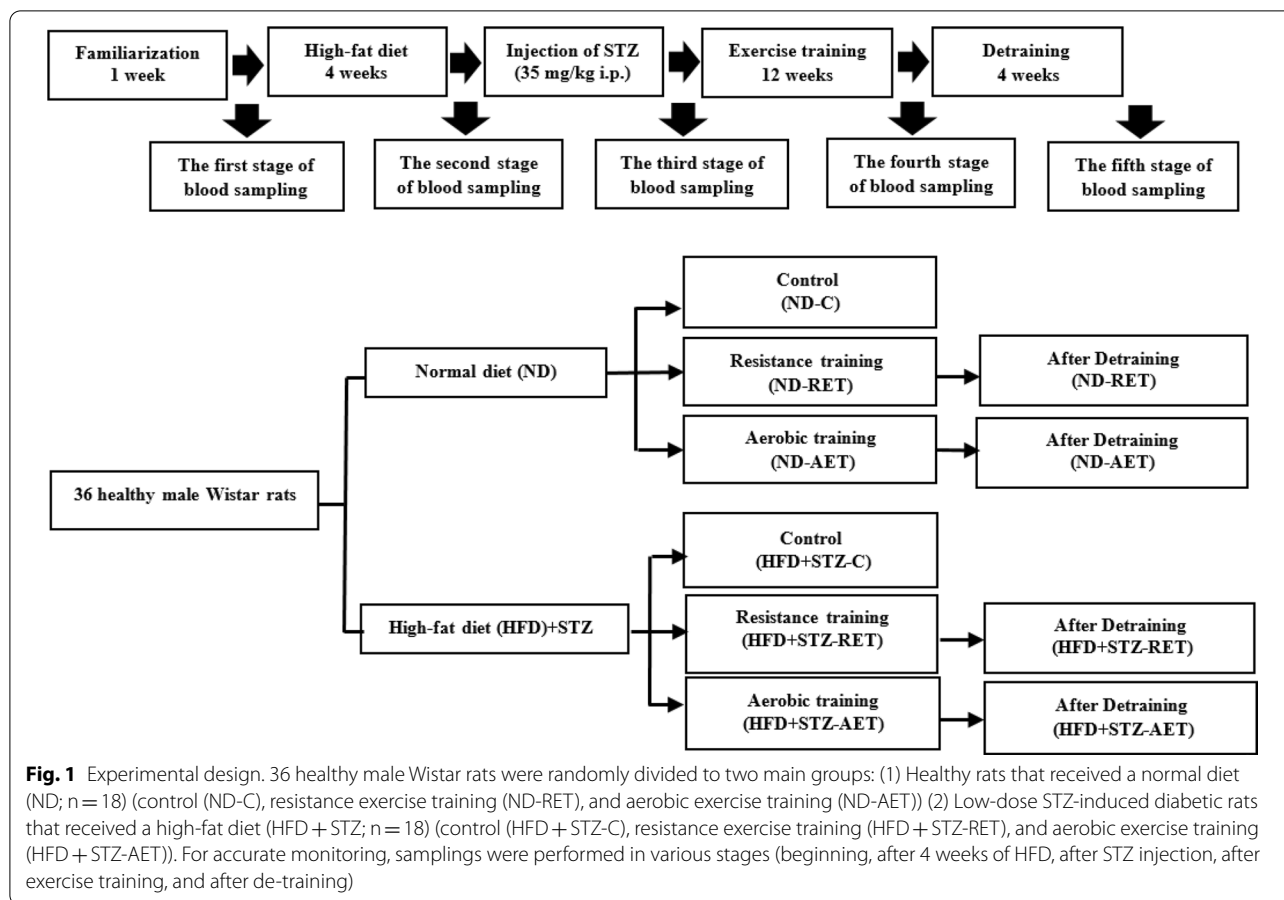 Familiarization
1 week
High-fat diet
4 weeks
Injection of STZ
(35 mg/kg i.p.)
Exercise training
12 weeks
Detraining
4 weeks
The first stage of
blood sampling
The second stage
of blood sampling
The third stage of
blood sampling
The fourth stage
of blood sampling
The fifth stage of
blood sampling
Control
(ND-C)
Normal diet (ND)
Resistance training
(ND-RET)
After Detraining
(ND-RET)
Aerobic training
(ND-AET)
After Detraining
(ND-AET)
36 healthy male Wistar rats
Control
(HFD+STZ-C)
High-fat diet (HFD)+STZ
Resistance training
(HFD+STZ-RET)
After Detraining
(HFD+STZ-RET)
Aerobic training
(HFD+STZ-AET)
After Detraining
(HFD+STZ-AET)
Fig. 1 Experimental design. 36 healthy male Wistar rats were randomly divided to two main groups: (1) Healthy rats that received a normal diet
(ND; n = 18) (control (ND-C), resistance exercise training (ND-RET), and aerobic exercise training (ND-AET)) (2) Low-dose STZ-induced diabetic rats
that received a high-fat diet (HFD + STZ; n = 18) (control (HFD + STZ-C), resistance exercise training (HFD + STZ-RET), and aerobic exercise training
(HFD + STZ-AET)). For accurate monitoring, samplings were performed in various stages (beginning, after 4 weeks of HFD, after STZ injection, after
exercise training, and after de-training)